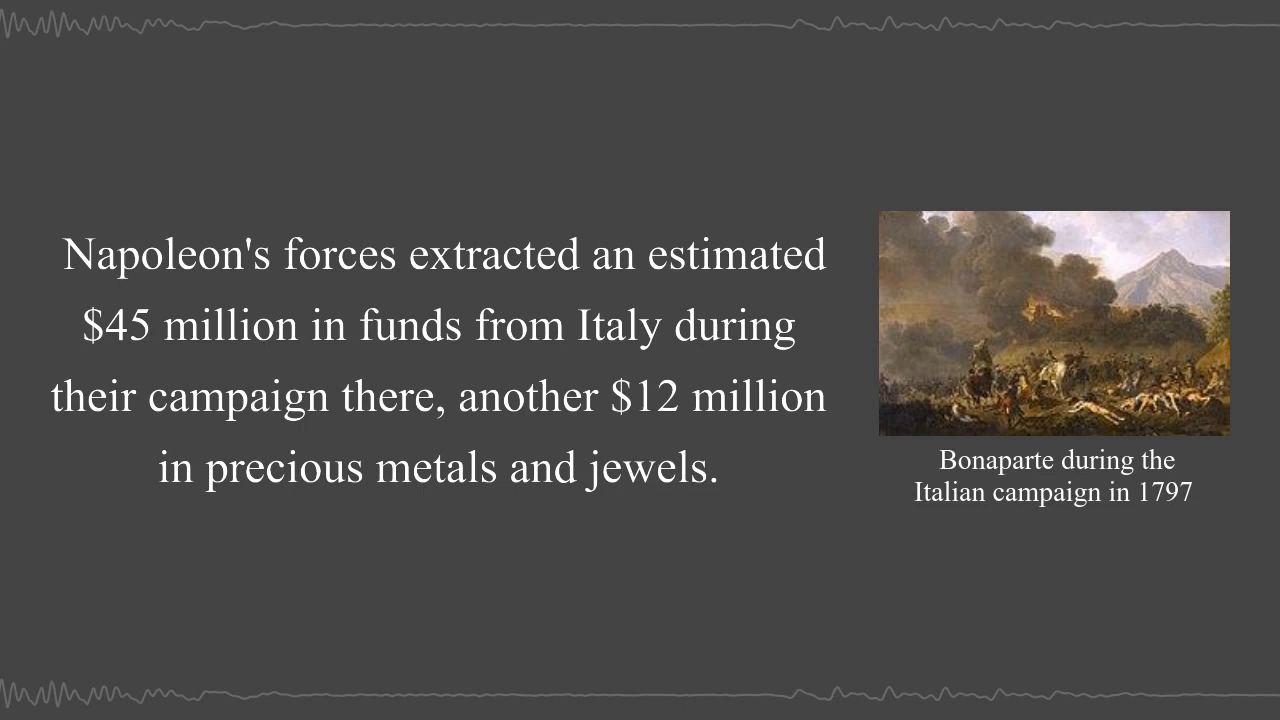 Napoleon's forces extracted an estimated
$45 million in funds from Italy during
their campaign there, another $12 million
in precious metals and jewels.
Bonaparte during the
Italian campaign in 1797